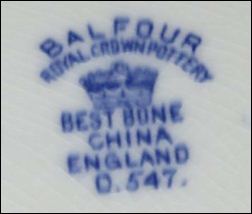 BALFOUR
ROYAL CROWN POTTERY
BEST BONE
CHINA
ENGLAND
D.547.